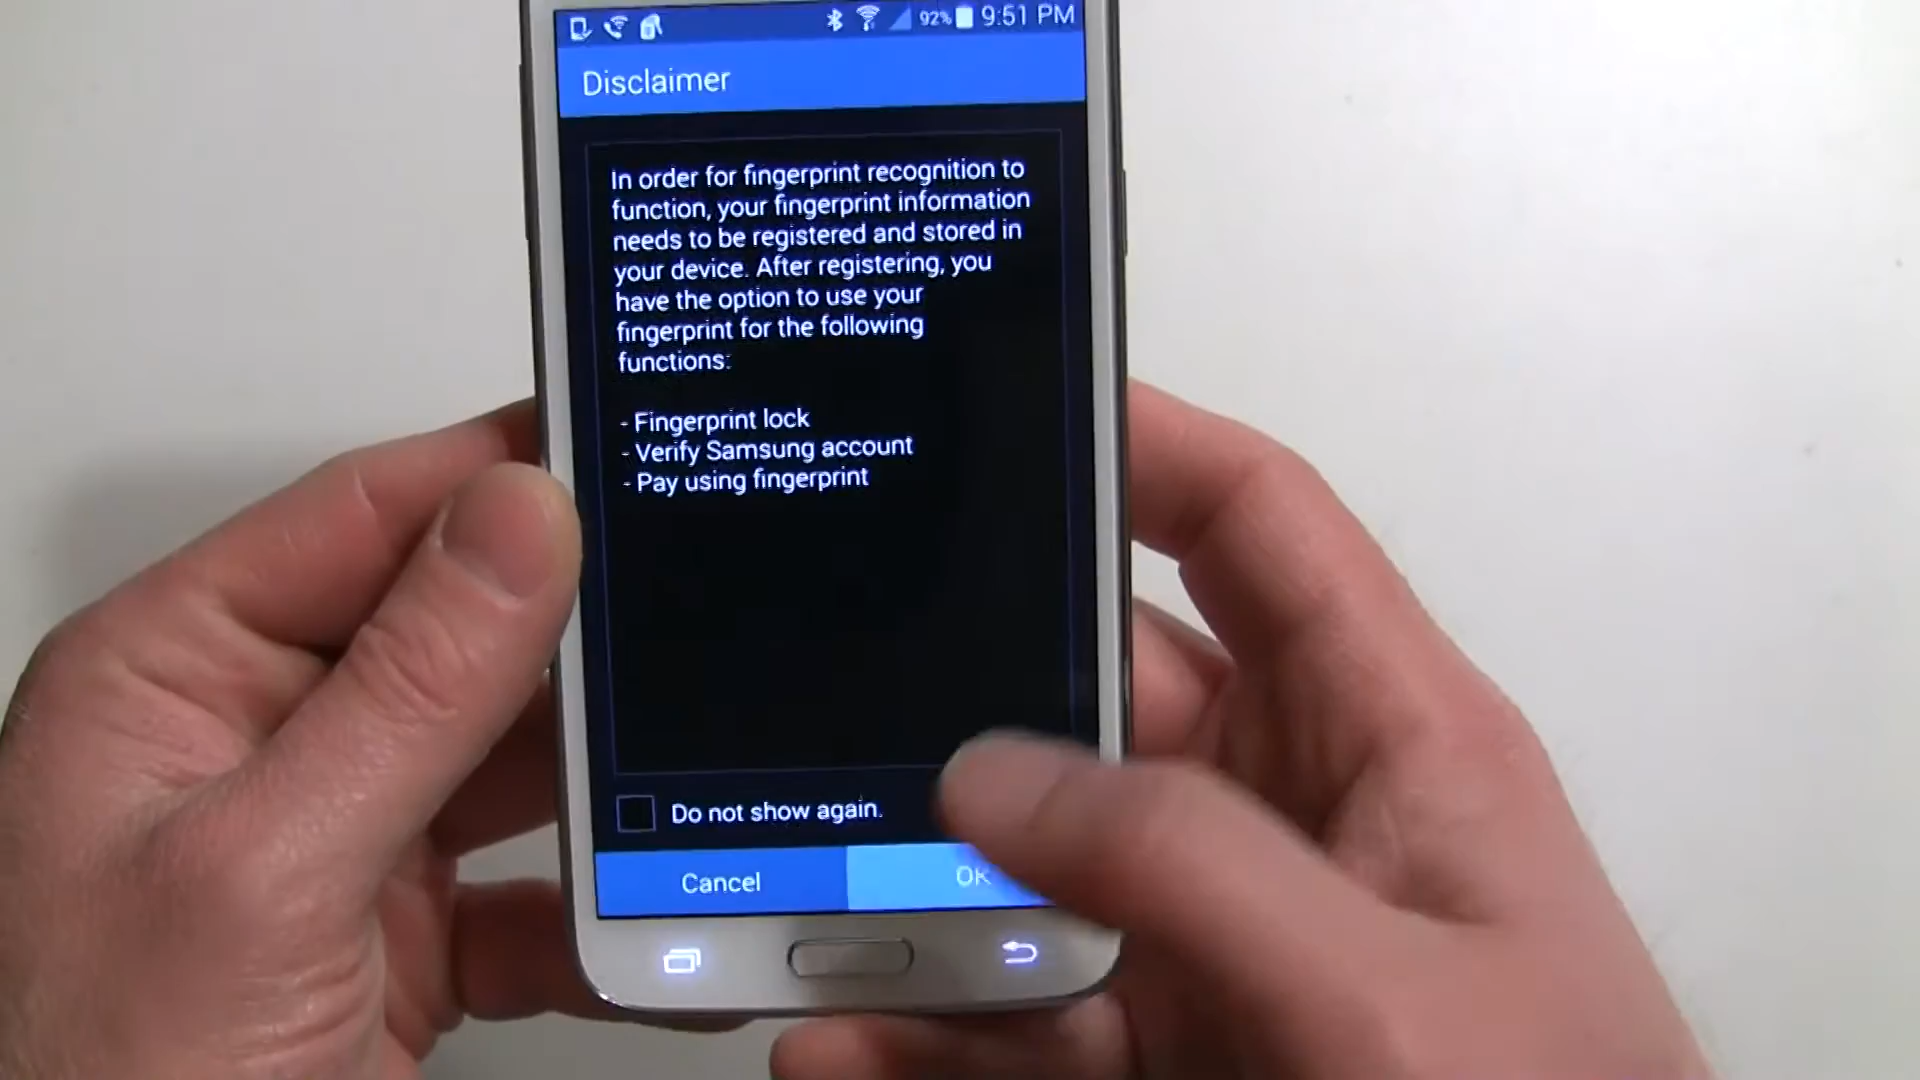 92% 9:51 PM
Disclaimer
In order for fingerprint recognition to
function, your fingerprint information
needs to be registered and stored in
your device. After registering, you
have the option to use your
fingerprint for the following
functions:
- Fingerprint lock
- Verify Samsung account
- Pay using fingerprint
Do not show again.
Cancel OK